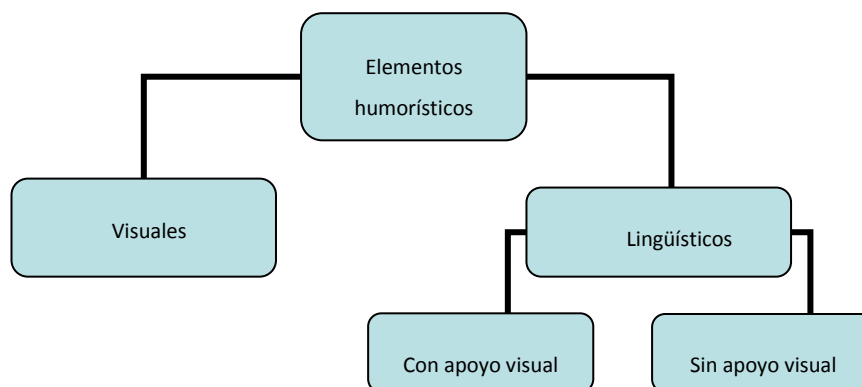 Elementos
humorísticos
Visuales
Lingüísticos
Con apoyo visual
Sin apoyo visual